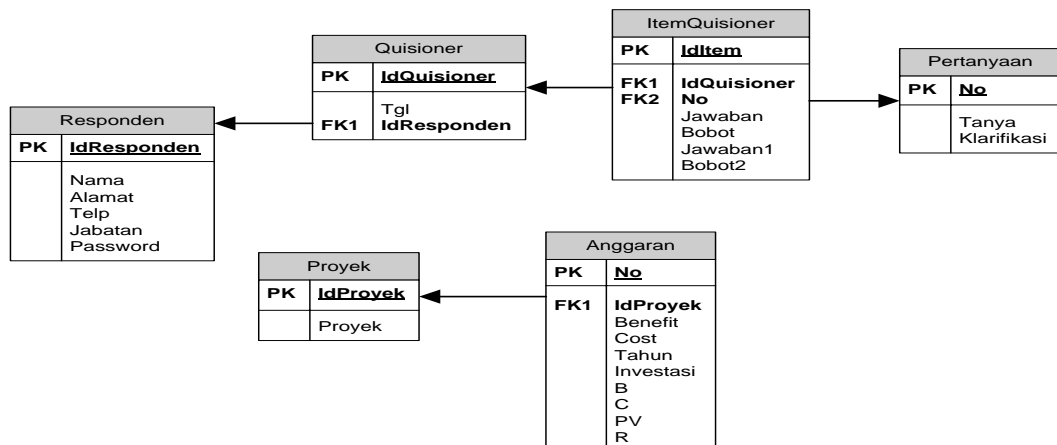 Responden
PK IdResponden
Nama
Alamat
Telp
Jabatan
Password
Quisioner
PK IdQuisioner
Tgl
FK1 IdResponden
ItemQuisioner
PK IdItem
FK1 IdQuisioner
FK2 No
Jawaban
Bobot
Jawaban1
Bobot2
Pertanyaan
PK No
Tanya
Klarifikasi
Proyek
PK IdProyek
Proyek
Anggaran
PK No
FK1 IdProyek
Benefit
Cost
Tahun
Investasi
B
C
PV
R